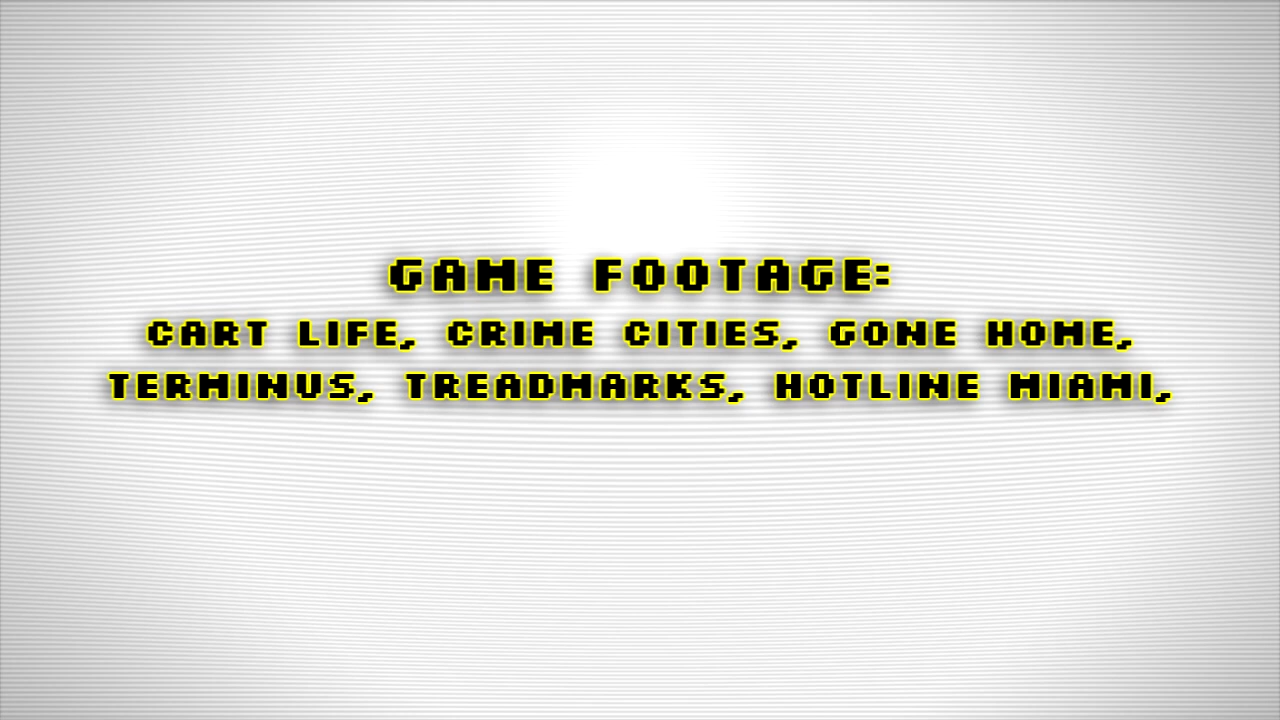 GAME FOOTAGE:
CART LIFE, CRIME CITIES, GONE HOME,
TERMINUS, TREADMARKS, HOTLINE MIAMI,